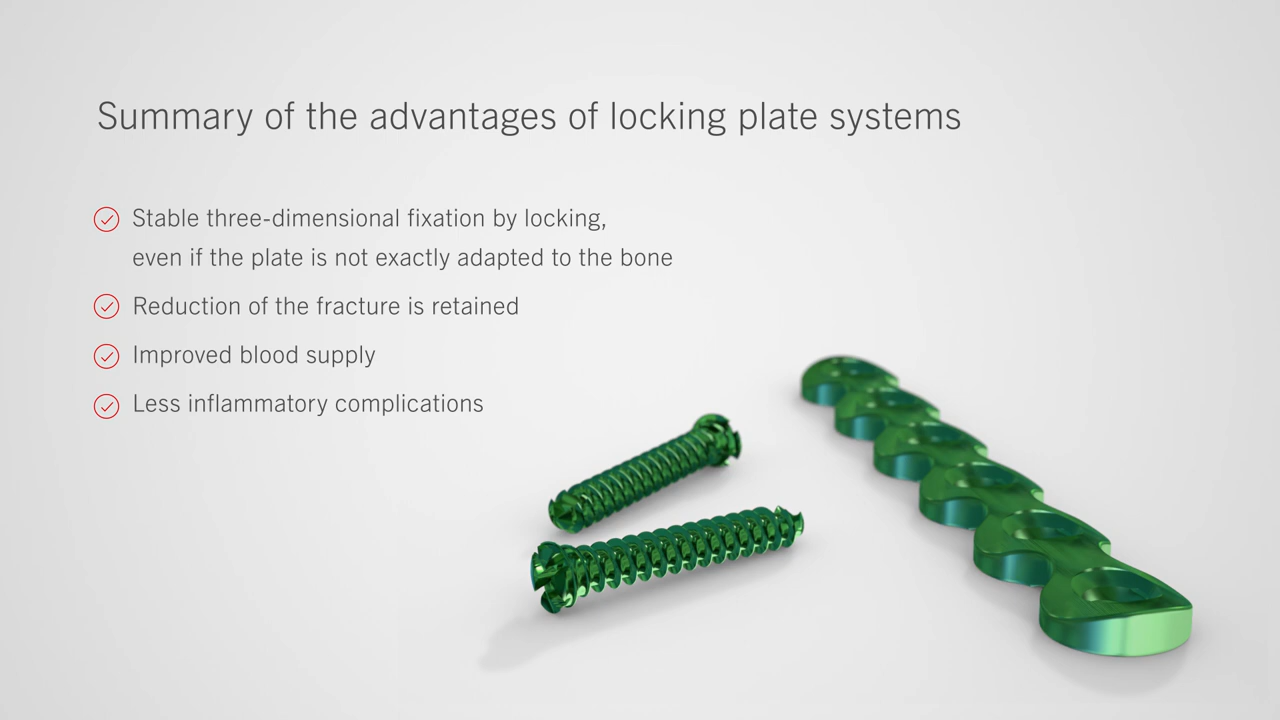 Summary of the advantages of locking plate systems
Stable three-dimensional fixation by locking,
even if the plate is not exactly adapted to the bone
Reduction of the fracture is retained
Improved blood supply
Less inflammatory complications